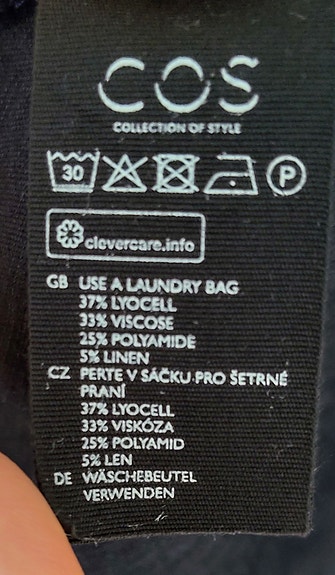 COS
COLLECTION OF STYLE
30 P
clevercare.info
GB USE A LAUNDRY BAG
37% LYOCELL
33% VISCOSE
25% POLYAMIDE
5% LINEN
CZ PERTE V SÁČKU PRO ŠETRNÉ
PRANÍ
37% LYOCELL
33% VISKÓZA
25% POLYAMID
5% LEN
DE WÄSCHEBEUTEL
VERWENDEN